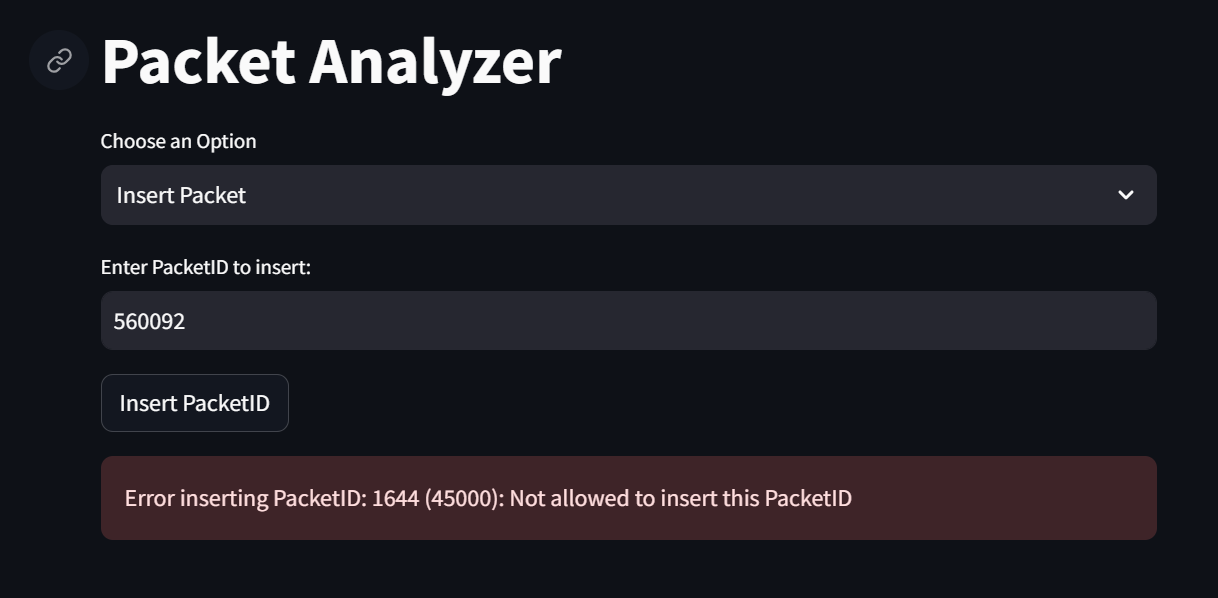 Packet Analyzer
Choose an Option
Insert Packet
Enter PacketID to insert:
560092
Insert PacketID
Error inserting PacketID: 1644 (45000): Not allowed to insert this PacketID